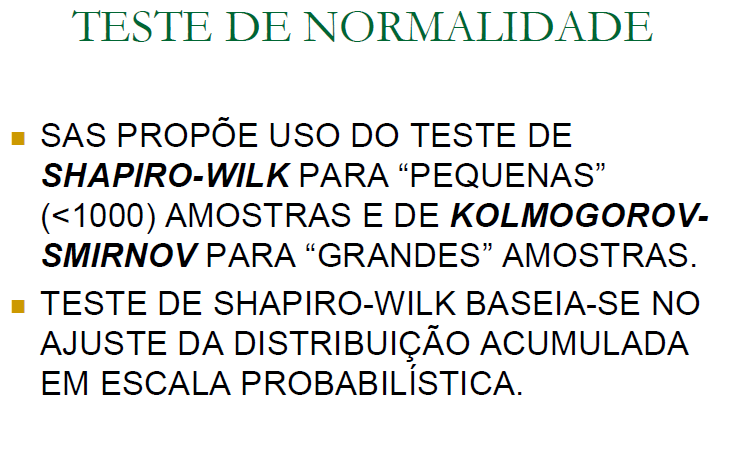 TESTE DE NORMALIDADE
SAS PROPÕE USO DO TESTE DE
SHAPIRO-WILK PARA “PEQUENAS”
(<1000) AMOSTRAS E DE KOLMOGOROV-
SMIRNOV PARA “GRANDES” AMOSTRAS.
TESTE DE SHAPIRO-WILK BASEIA-SE NO
AJUSTE DA DISTRIBUIÇÃO ACUMULADA
EM ESCALA PROBABILÍSTICA.